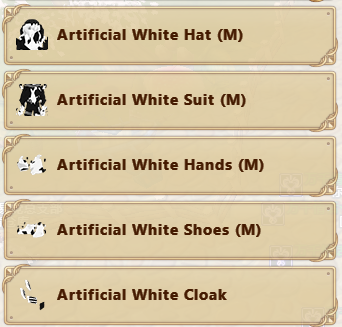 Artificial White Hat (M)
Artificial White Suit (M)
Artificial White Hands (M)
Artificial White Shoes (M)
Artificial White Cloak